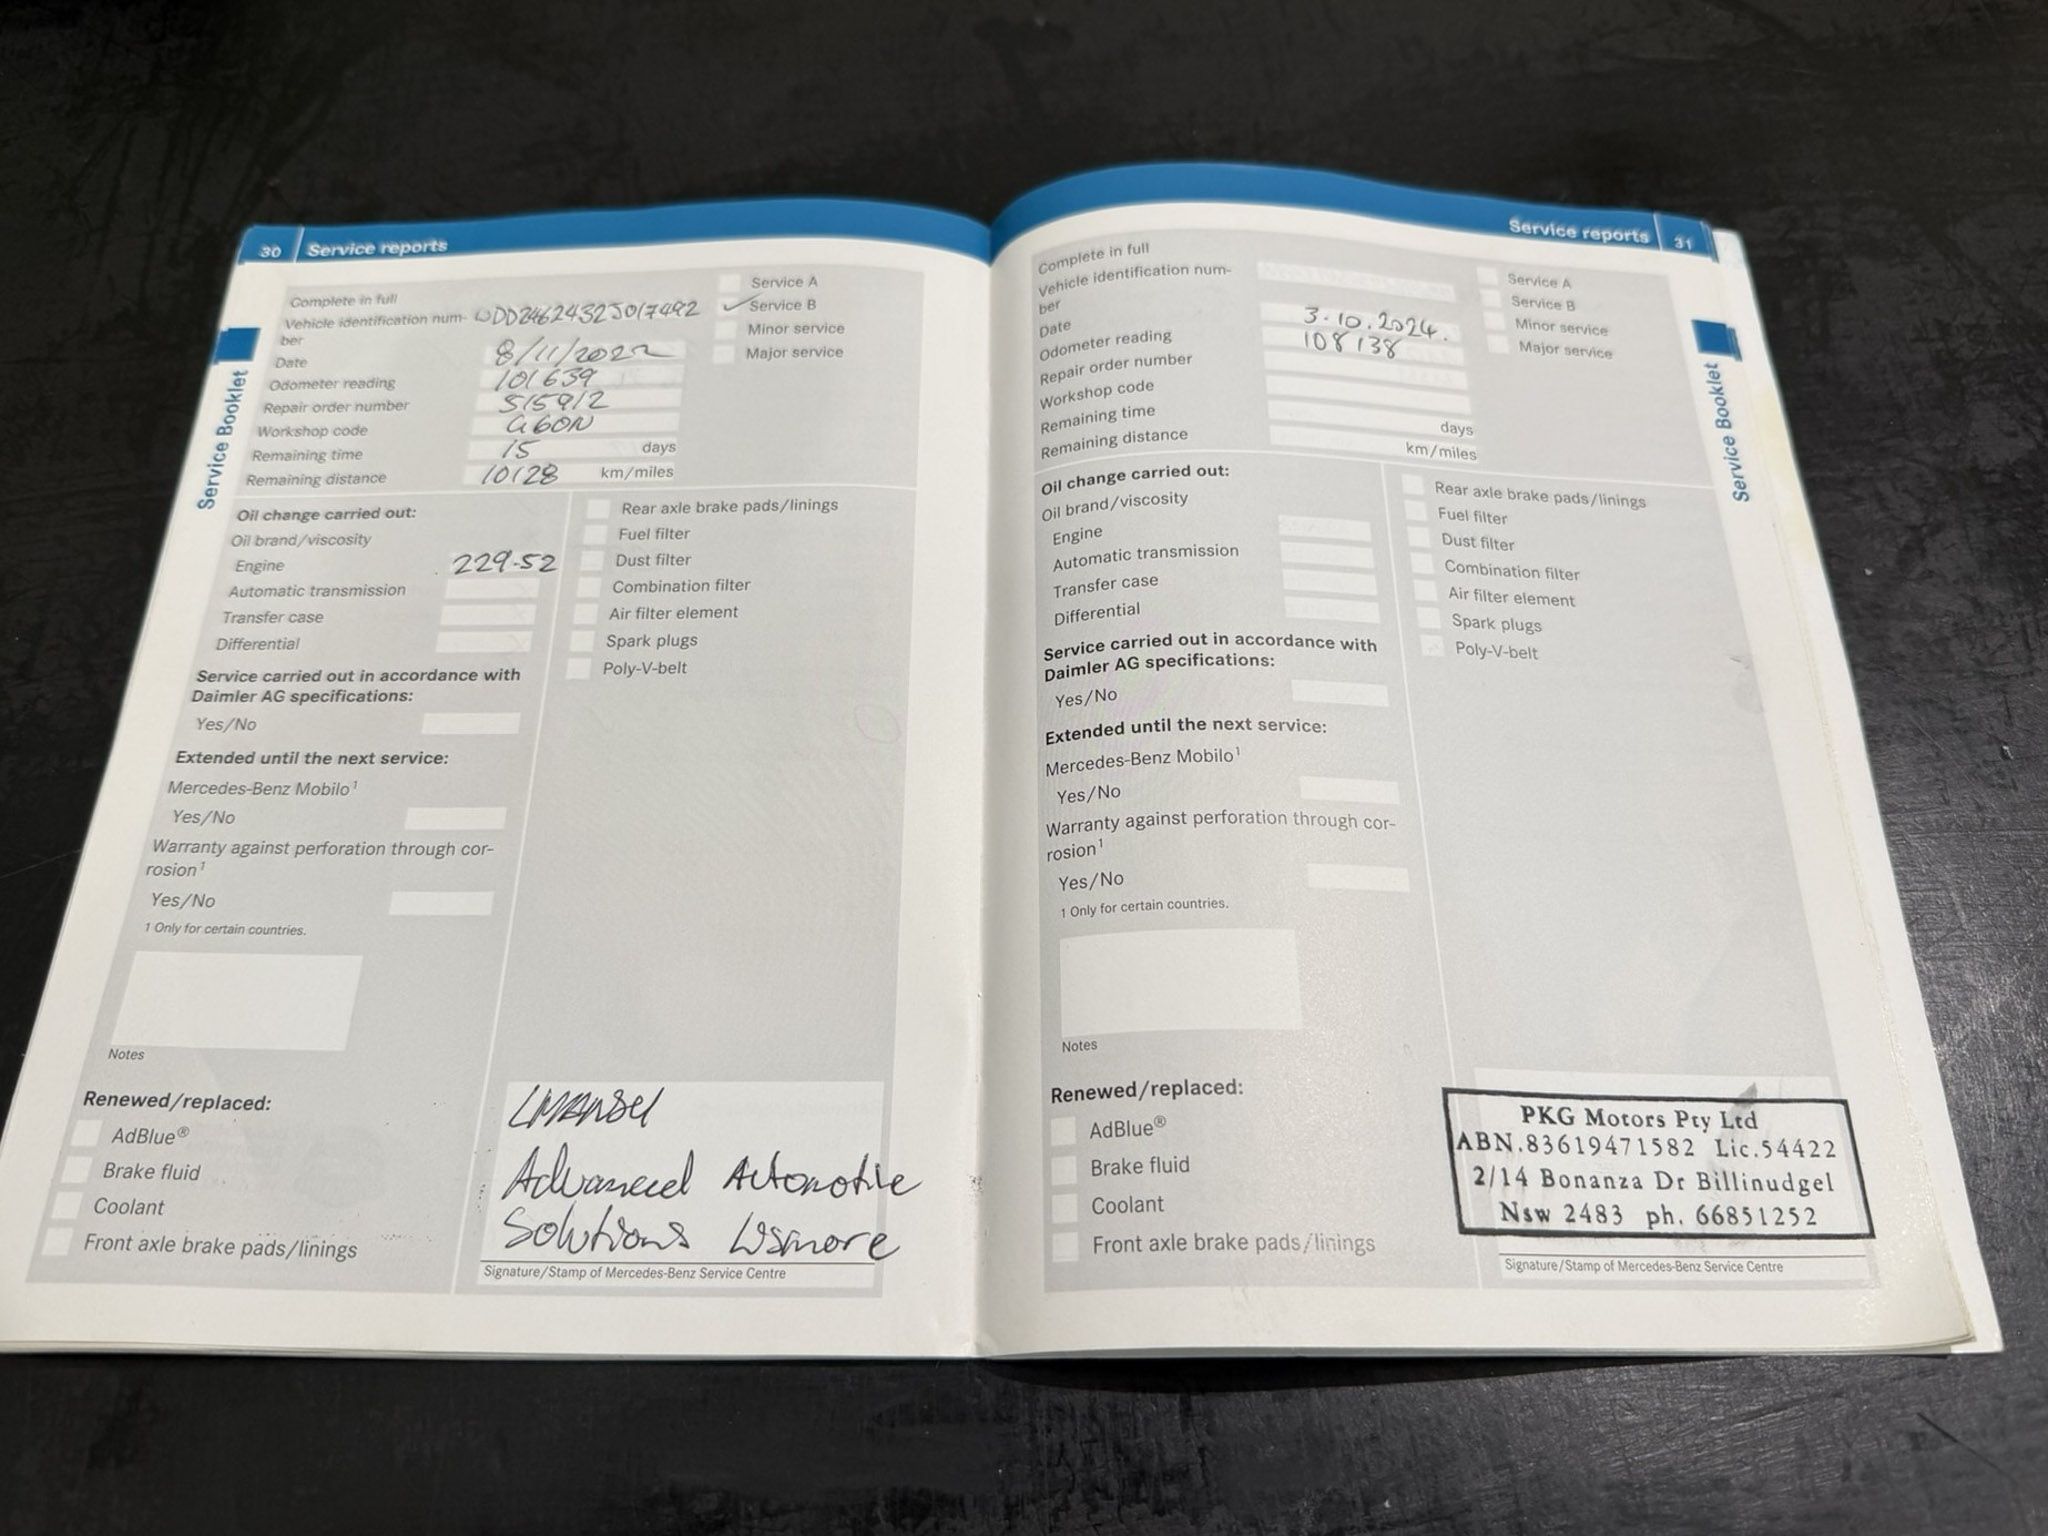 30 Service reports
Complete in full
Vehicle identification num-
ber
WDD2462432J017492
Date 8/11/2022
Odometer reading 101639
Repair order number 515912
Workshop code
Remaining time 15 days
Remaining distance 10128 km/miles
Service A
✓ Service B
Minor service
Major service
Oil change carried out:
Oil brand/viscosity
Engine 229-52
Automatic transmission
Transfer case
Differential
Service carried out in accordance with
Daimler AG specifications:
Yes/No
Extended until the next service:
Mercedes-Benz Mobilo¹
Yes/No
Warranty against perforation through cor-
rosion¹
Yes/No
1 Only for certain countries.
Notes
Renewed/replaced:
AdBlue®
Brake fluid
Coolant
Front axle brake pads/linings
Rear axle brake pads/linings
Fuel filter
Dust filter
Combination filter
Air filter element
Spark plugs
Poly-V-belt
Advanced Automotive
Solutions Lismore
Signature/Stamp of Mercedes-Benz Service Centre
Service Booklet
Service reports 31
Complete in full
Vehicle identification num-
ber
Date 3.10.2024.
Odometer reading 108138
Repair order number
Workshop code
Remaining time days
Remaining distance km/miles
Service A
Service B
Minor service
Major service
Oil change carried out:
Oil brand/viscosity
Engine
Automatic transmission
Transfer case
Differential
Service carried out in accordance with
Daimler AG specifications:
Yes/No
Extended until the next service:
Mercedes-Benz Mobilo¹
Yes/No
Warranty against perforation through cor-
rosion¹
Yes/No
1 Only for certain countries.
Notes
Renewed/replaced:
AdBlue®
Brake fluid
Coolant
Front axle brake pads/linings
Rear axle brake pads/linings
Fuel filter
Dust filter
Combination filter
Air filter element
Spark plugs
Poly-V-belt
PKG Motors Pty Ltd
ABN.83619471582 Lic.54422
2/14 Bonanza Dr Billinudgel
Nsw 2483 ph. 66851252
Signature/Stamp of Mercedes-Benz Service Centre
Service Booklet